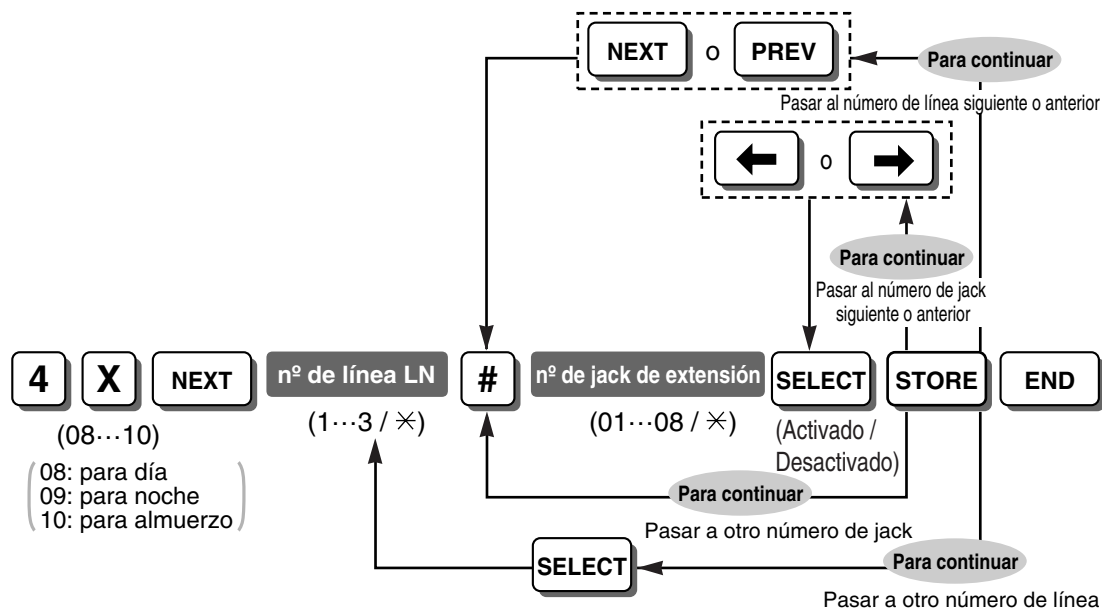 NEXT o PREV
Para continuar
Pasar al número de línea siguiente o anterior
← o →
Para continuar
Pasar al número de jack
siguiente o anterior
4 X NEXT nº de línea LN # nº de jack de extensión SELECT STORE END
(08···10)
(1···3 / ✳)
(01···08 / ✳)
(Activado /
Desactivado)
08: para día
09: para noche
10: para almuerzo
Para continuar
Pasar a otro número de jack
SELECT
Para continuar
Pasar a otro número de línea